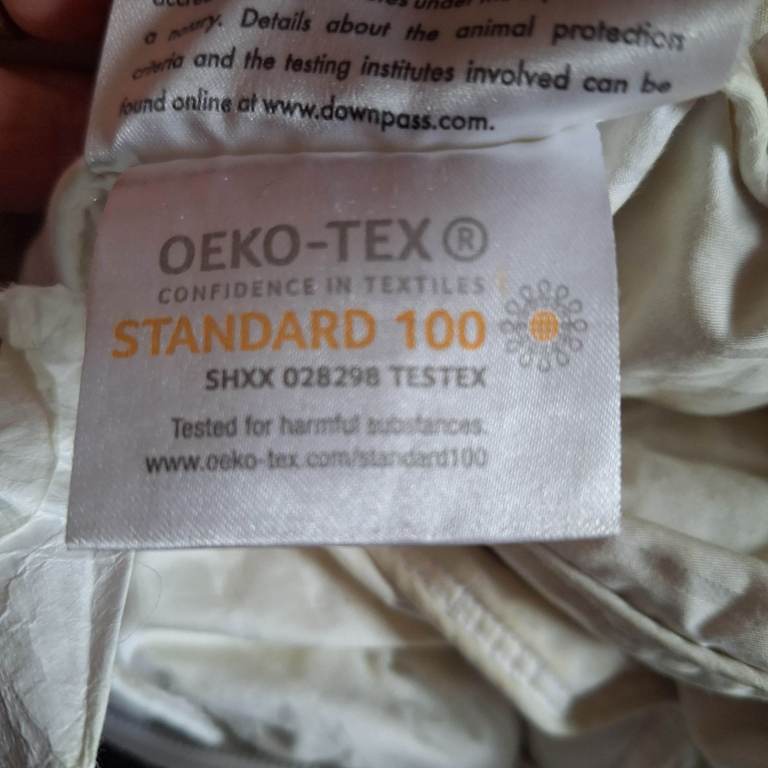 a notary. Details about the animal protection
criteria and the testing institutes involved can be
found online at www.downpass.com.
OEKO-TEX®
CONFIDENCE IN TEXTILES
STANDARD 100
SHXX 028298 TESTEX
Tested for harmful substances.
www.oeko-tex.com/standard100